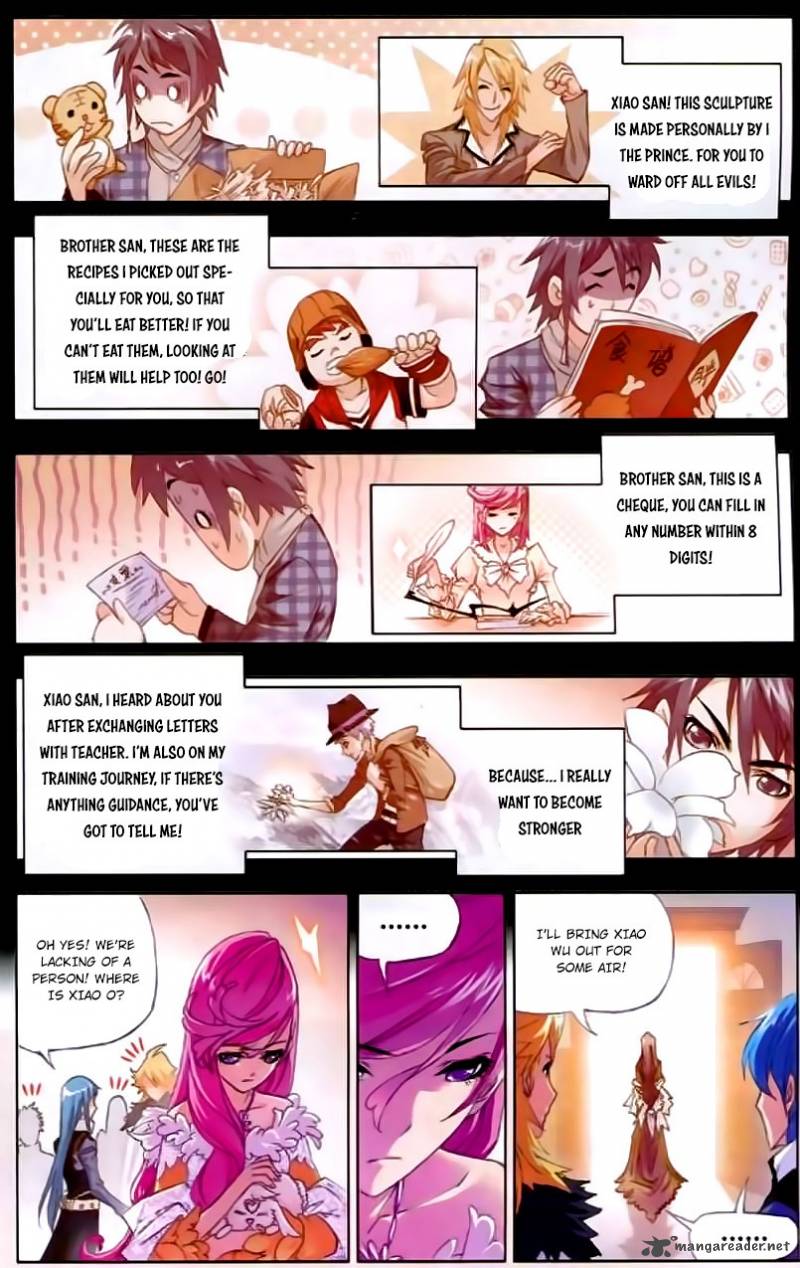 XIAO SAN! THIS SCULPTURE
IS MADE PERSONALLY BY I
THE PRINCE. FOR YOU TO
WARD OFF ALL EVILS!
BROTHER SAN, THESE ARE THE
RECIPES I PICKED OUT SPE-
CIALLY FOR YOU, SO THAT
YOU'LL EAT BETTER! IF YOU
CAN'T EAT THEM, LOOKING AT
THEM WILL HELP TOO! GO!
食譜
BROTHER SAN, THIS IS A
CHEQUE, YOU CAN FILL IN
ANY NUMBER WITHIN 8
DIGITS!
XIAO SAN, I HEARD ABOUT YOU
AFTER EXCHANGING LETTERS
WITH TEACHER. I'M ALSO ON MY
TRAINING JOURNEY, IF THERE'S
ANYTHING GUIDANCE, YOU'VE
GOT TO TELL ME!
BECAUSE... I REALLY
WANT TO BECOME
STRONGER
OH YES! WE'RE
LACKING OF A
PERSON! WHERE
IS XIAO O?
......
I'LL BRING XIAO
WU OUT FOR
SOME AIR!
......
mangareader.net